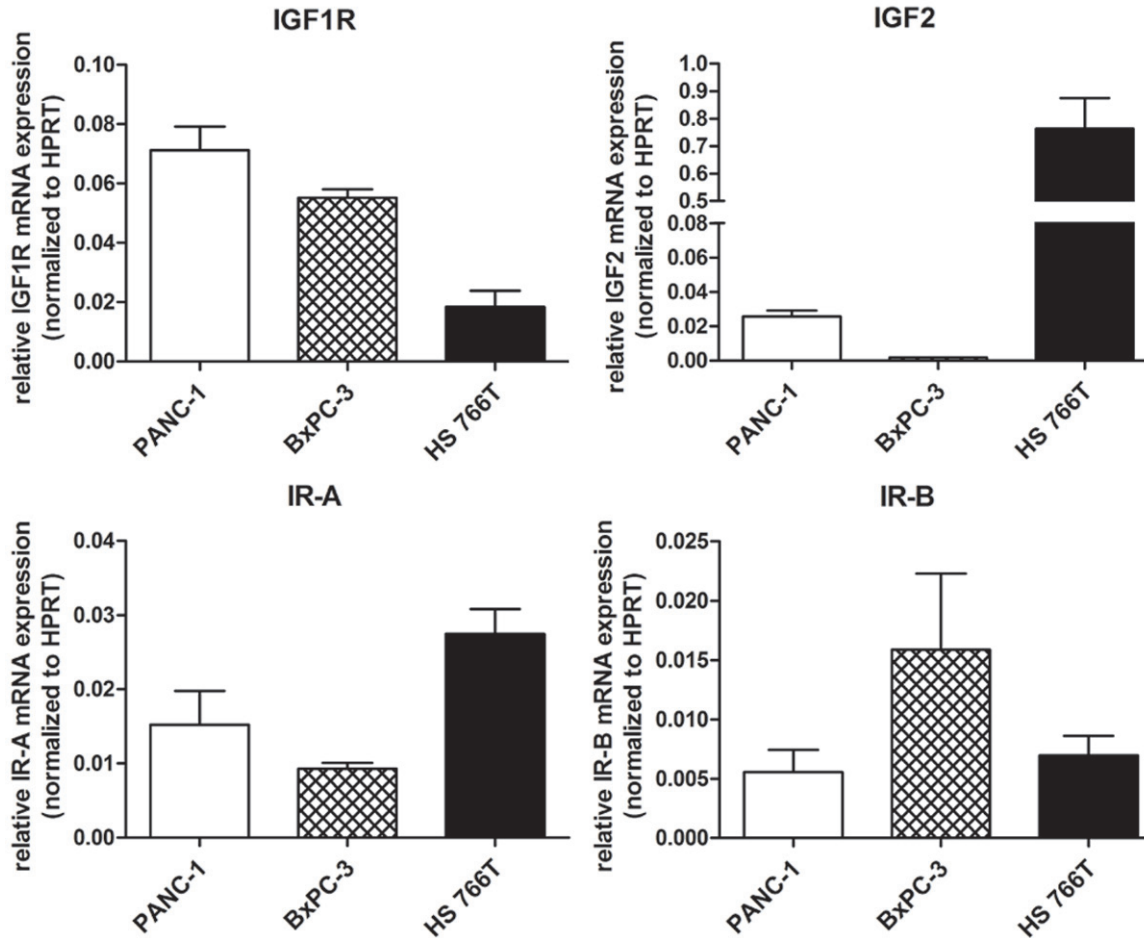 IGF1R
relative IGF1R mRNA expression
(normalized to HPRT)
0.10
0.08
0.06
0.04
0.02
0.00
PANC-1
BxPC-3
HS 766T
IGF2
relative IGF2 mRNA expression
(normalized to HPRT)
1.0
0.9
0.8
0.7
0.6
0.5
0.08
0.06
0.04
0.02
0.00
PANC-1
BxPC-3
HS 766T
IR-A
relative IR-A mRNA expression
(normalized to HPRT)
0.04
0.03
0.02
0.01
0.00
PANC-1
BxPC-3
HS 766T
IR-B
relative IR-B mRNA expression
(normalized to HPRT)
0.025
0.020
0.015
0.010
0.005
0.000
PANC-1
BxPC-3
HS 766T